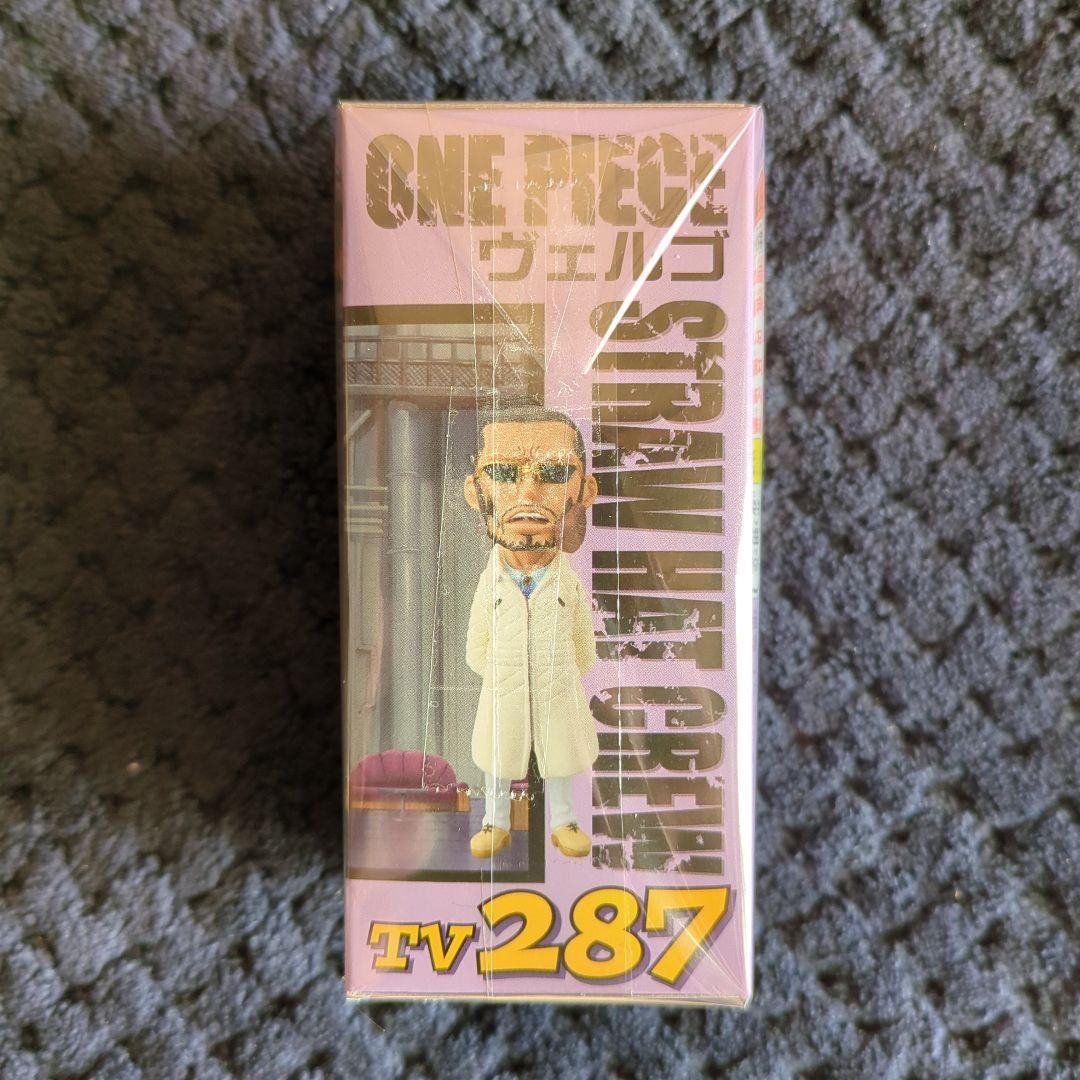 ONE PIECE
ヴェルゴ
STRAW HAT CREW
TV287